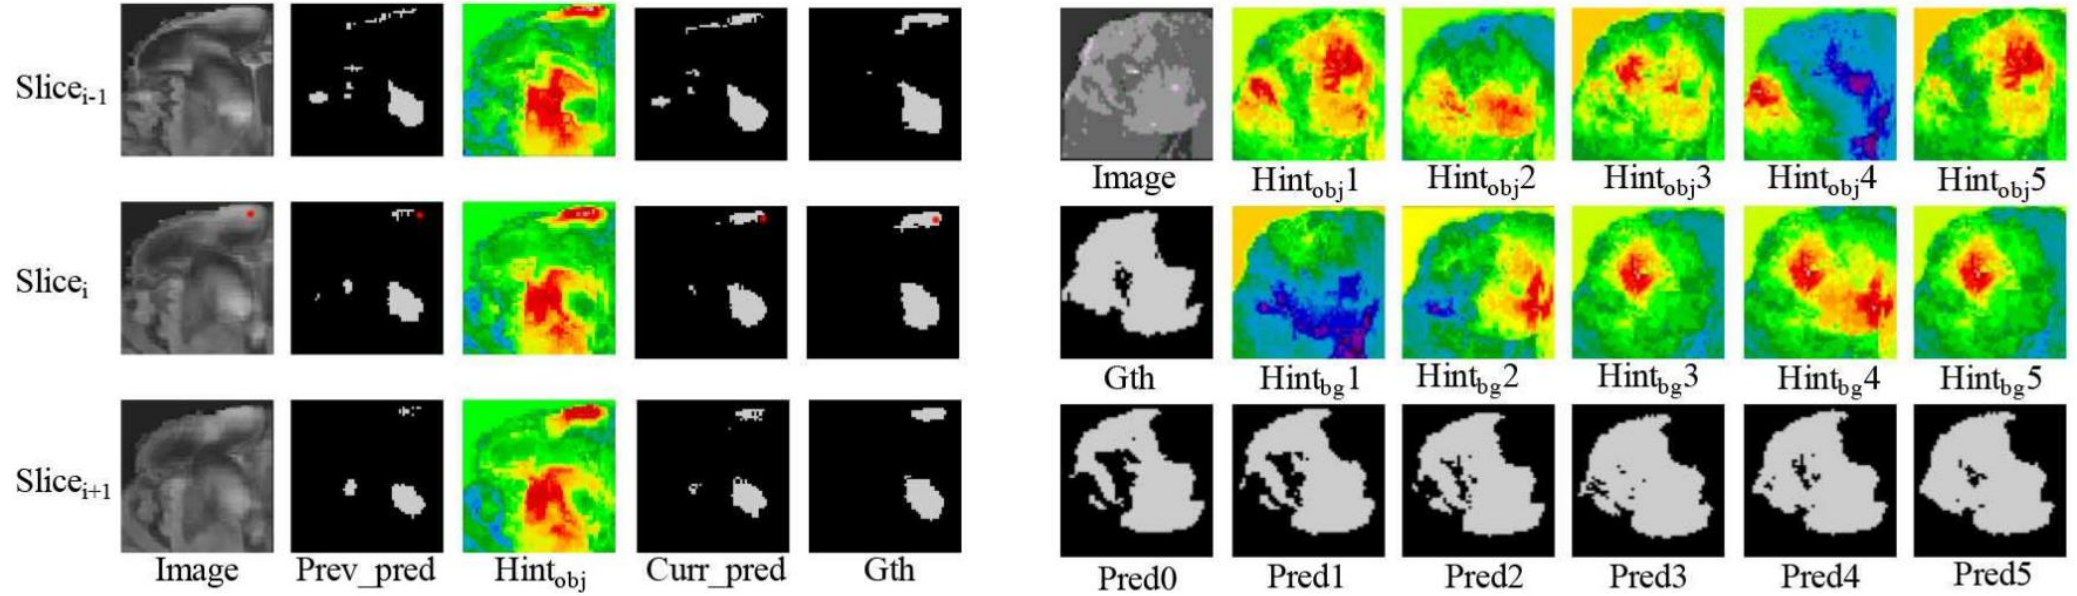 Slice_{i-1}
Slice_i
Slice_{i+1}
Image Prev_pred Hint_{obj} Curr_pred Gth
Image Hint_{obj}1 Hint_{obj}2 Hint_{obj}3 Hint_{obj}4 Hint_{obj}5
Gth Hint_{bg}1 Hint_{bg}2 Hint_{bg}3 Hint_{bg}4 Hint_{bg}5
Pred0 Pred1 Pred2 Pred3 Pred4 Pred5